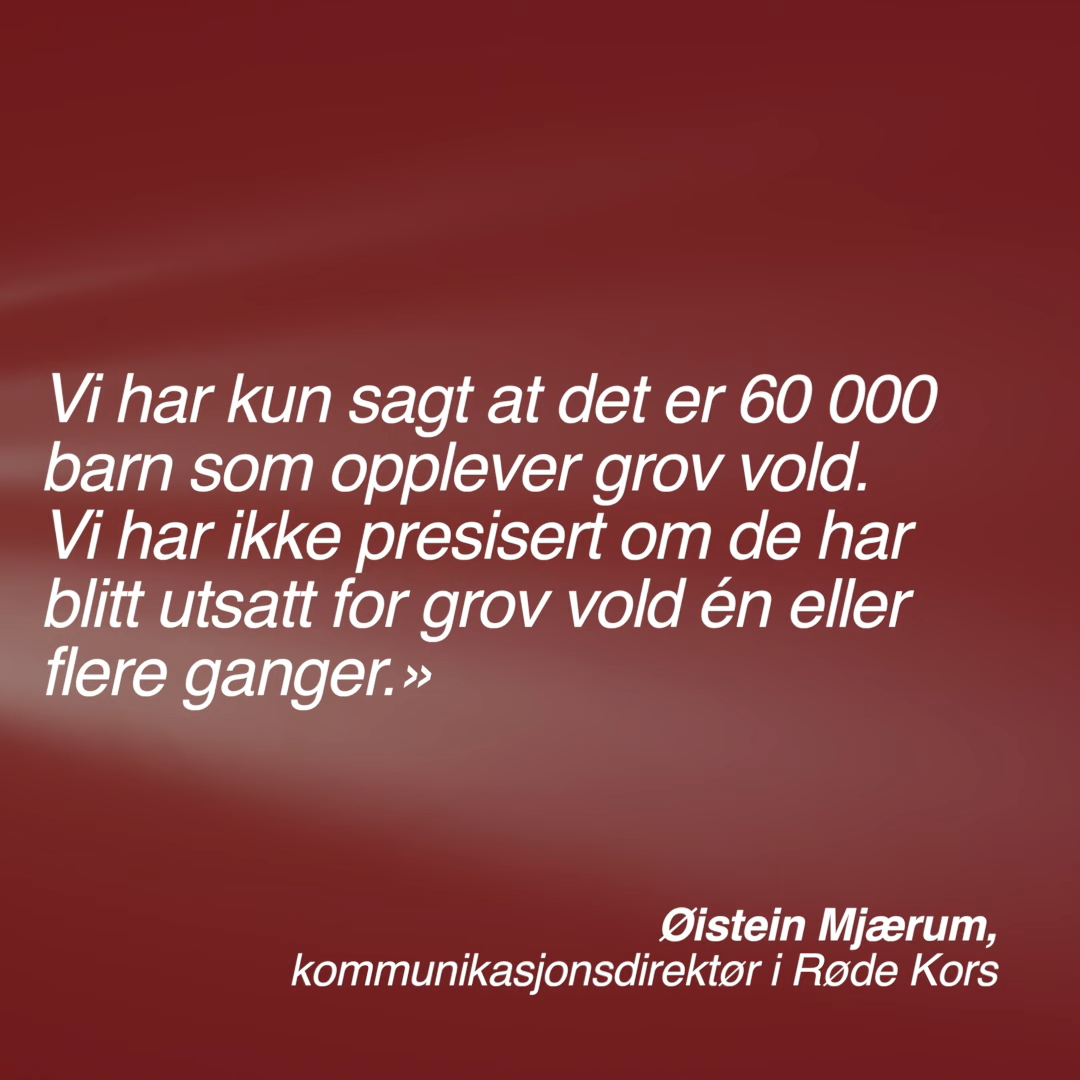 Vi har kun sagt at det er 60 000
barn som opplever grov vold.
Vi har ikke presisert om de har
blitt utsatt for grov vold én eller
flere ganger.»
Øistein Mjærum,
kommunikasjonsdirektør i Røde Kors